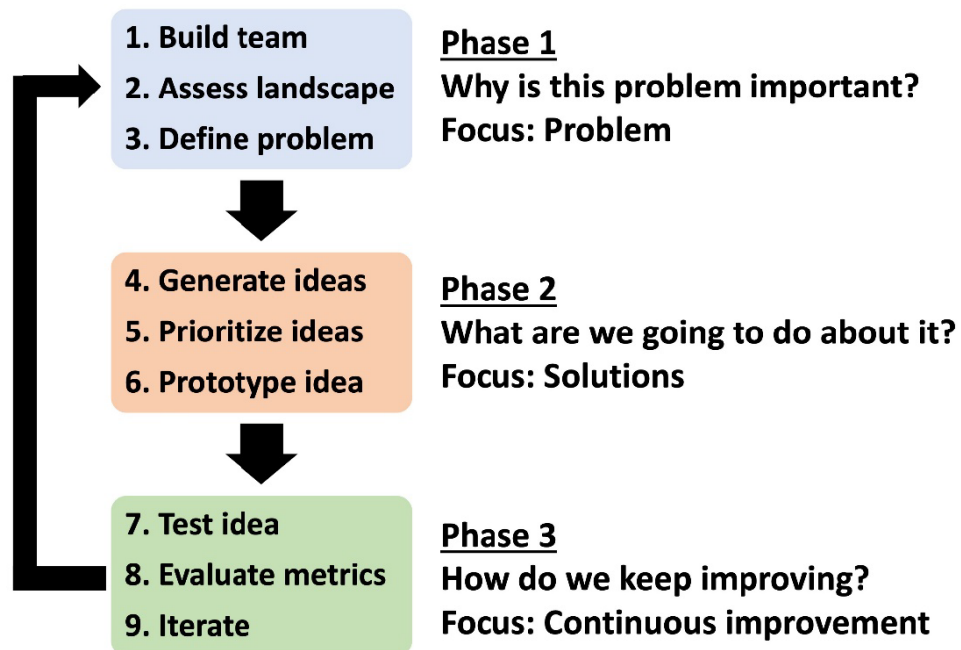 1. Build team
2. Assess landscape
3. Define problem
Phase 1
Why is this problem important?
Focus: Problem
4. Generate ideas
5. Prioritize ideas
6. Prototype idea
Phase 2
What are we going to do about it?
Focus: Solutions
7. Test idea
8. Evaluate metrics
9. Iterate
Phase 3
How do we keep improving?
Focus: Continuous improvement